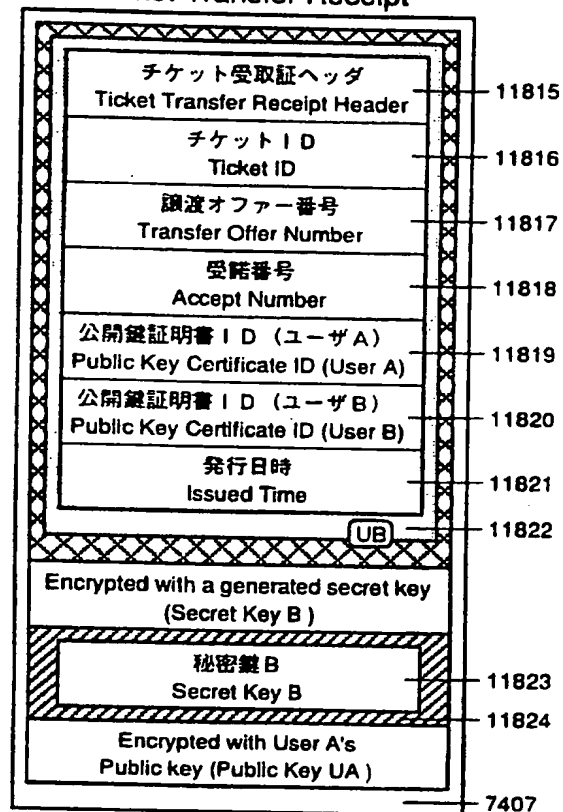 Transfer Receipt
チケット受取証ヘッダ
Ticket Transfer Receipt Header
11815
チケットID
Ticket ID
11816
譲渡オファー番号
Transfer Offer Number
11817
受諾番号
Accept Number
11818
公開鍵証明書ID（ユーザA）
Public Key Certificate ID (User A)
11819
公開鍵証明書ID（ユーザB）
Public Key Certificate ID (User B)
11820
発行日時
Issued Time
11821
UB
11822
Encrypted with a generated secret key
(Secret Key B )
秘密鍵B
Secret Key B
11823
11824
Encrypted with User A's
Public key (Public Key UA )
7407